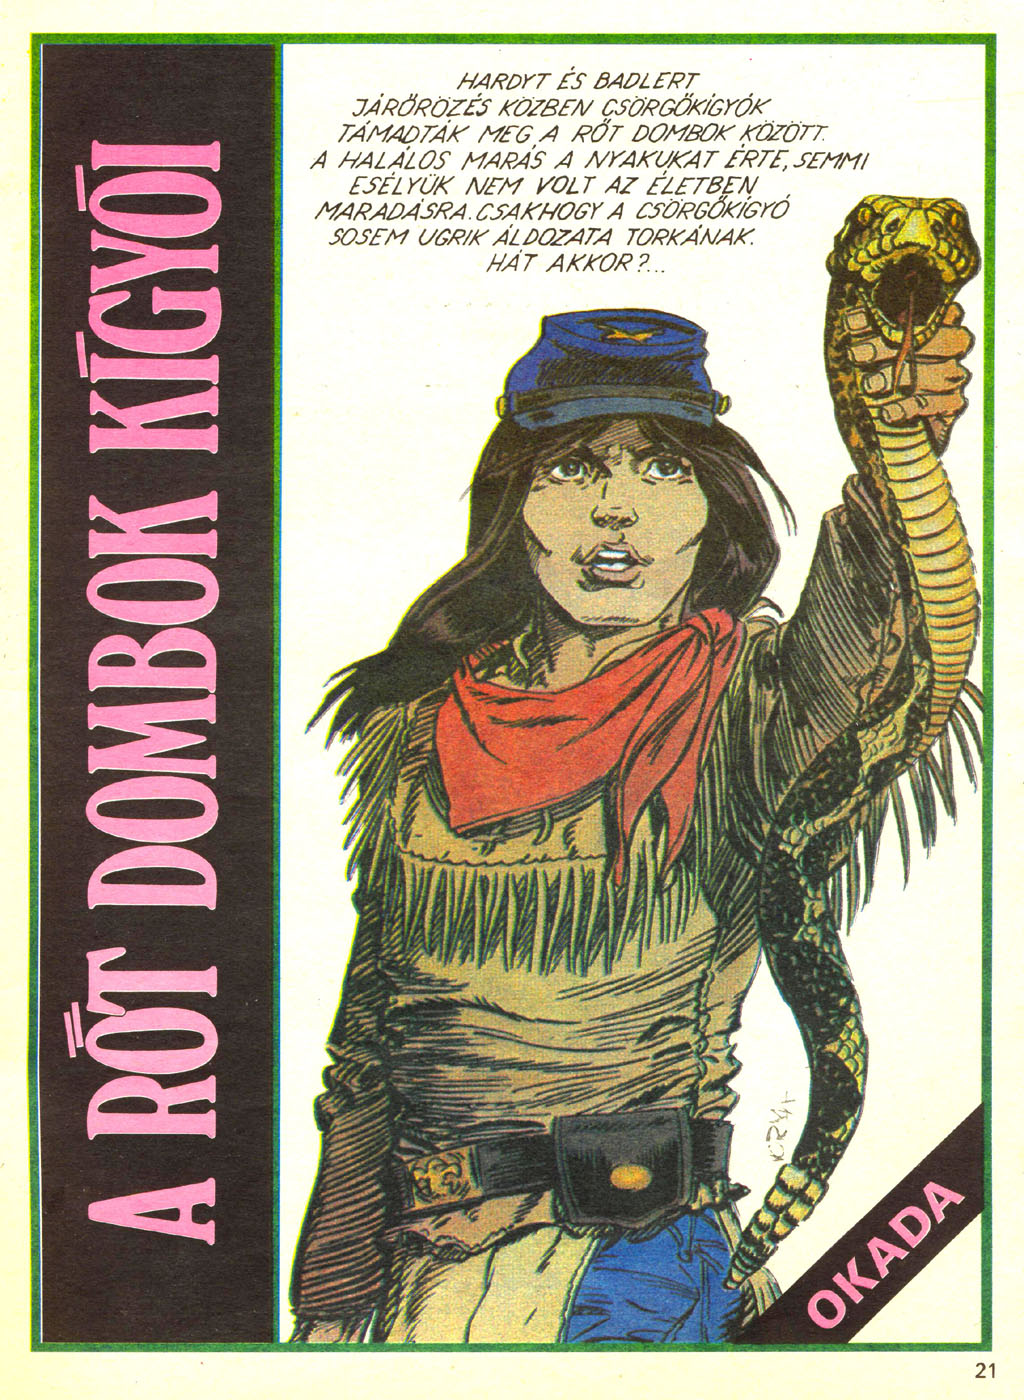 A RŐT DOMBOK KÍGYÓI
HARDYT ÉS BADLERT
JÁRŐRÖZÉS KÖZBEN CSÖRGŐKÍGYÓK
TÁMADTÁK MEG A RŐT DOMBOK KÖZÖTT.
A HALÁLOS MARÁS A NYAKUKAT ÉRTE, SEMMI
ESÉLYÜK NEM VOLT AZ ÉLETBEN
MARADÁSRA. CSAKHOGY A CSÖRGŐKÍGYÓ
SOSEM UGRIK ÁLDOZATA TORKÁNAK.
HÁT AKKOR?...
OKADA
21